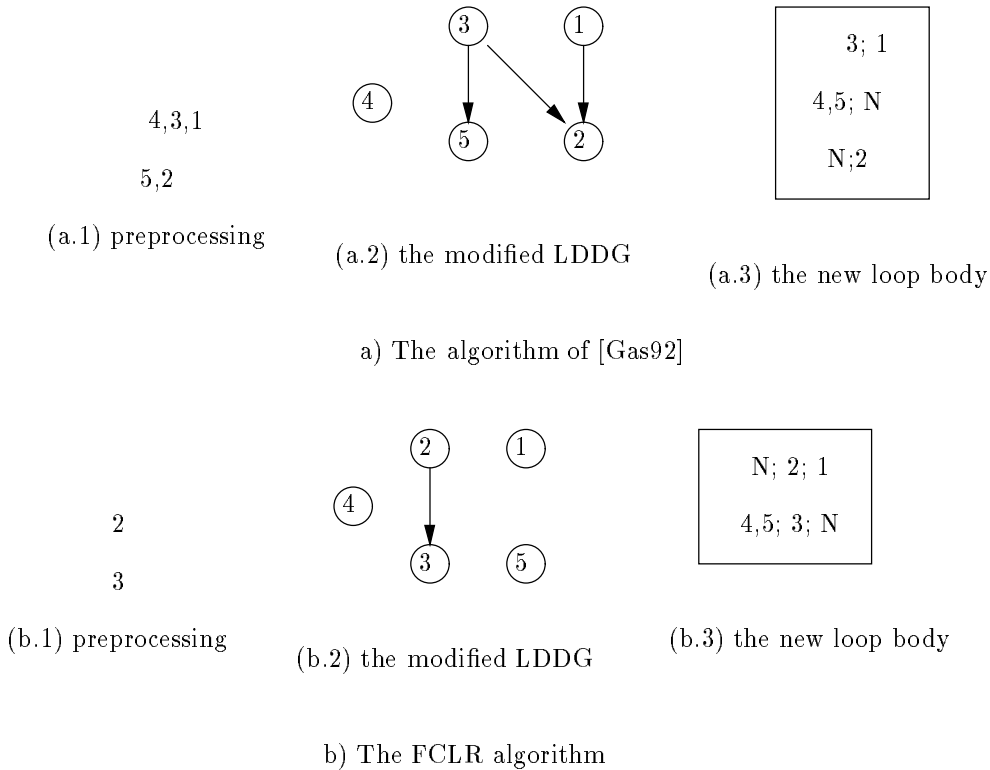 4,3,1
5,2
(a.1) preprocessing
3
1
4
5
2
(a.2) the modified LDDG
3; 1
4,5; N
N;2
(a.3) the new loop body
a) The algorithm of [Gas92]
2
3
(b.1) preprocessing
2
1
4
3
5
(b.2) the modified LDDG
N; 2; 1
4,5; 3; N
(b.3) the new loop body
b) The FCLR algorithm